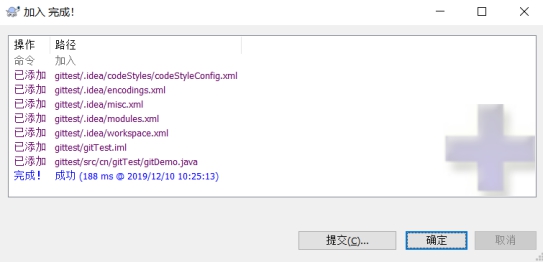 加入 完成!
操作 路径
命令 加入
已添加 gittest/.idea/codeStyles/codeStyleConfig.xml
已添加 gittest/.idea/encodings.xml
已添加 gittest/.idea/misc.xml
已添加 gittest/.idea/modules.xml
已添加 gittest/.idea/workspace.xml
已添加 gittest/gitTest.iml
已添加 gittest/src/cn/gitTest/gitDemo.java
完成! 成功 (188 ms @ 2019/12/10 10:25:13)
提交(C)... 确定 取消